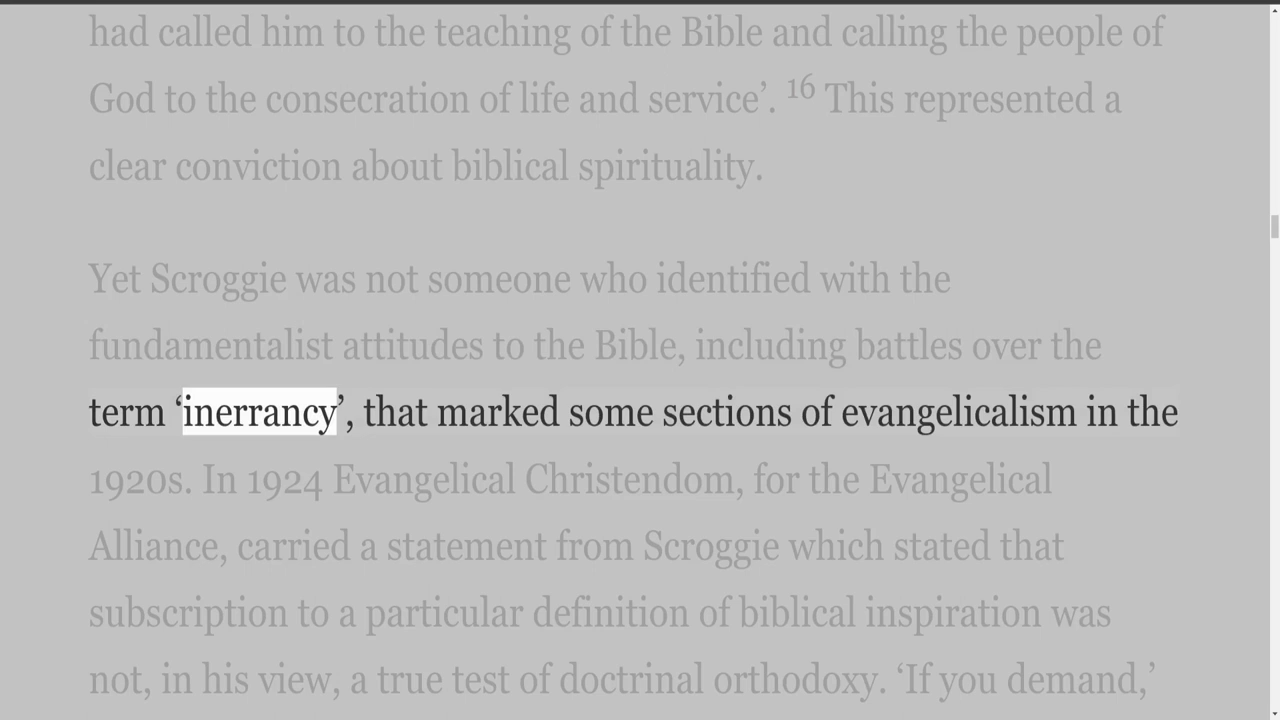 had called him to the teaching of the Bible and calling the people of
God to the consecration of life and service’. 16 This represented a
clear conviction about biblical spirituality.
Yet Scroggie was not someone who identified with the
fundamentalist attitudes to the Bible, including battles over the
term ‘inerrancy’, that marked some sections of evangelicalism in the
1920s. In 1924 Evangelical Christendom, for the Evangelical
Alliance, carried a statement from Scroggie which stated that
subscription to a particular definition of biblical inspiration was
not, in his view, a true test of doctrinal orthodoxy. ‘If you demand,’